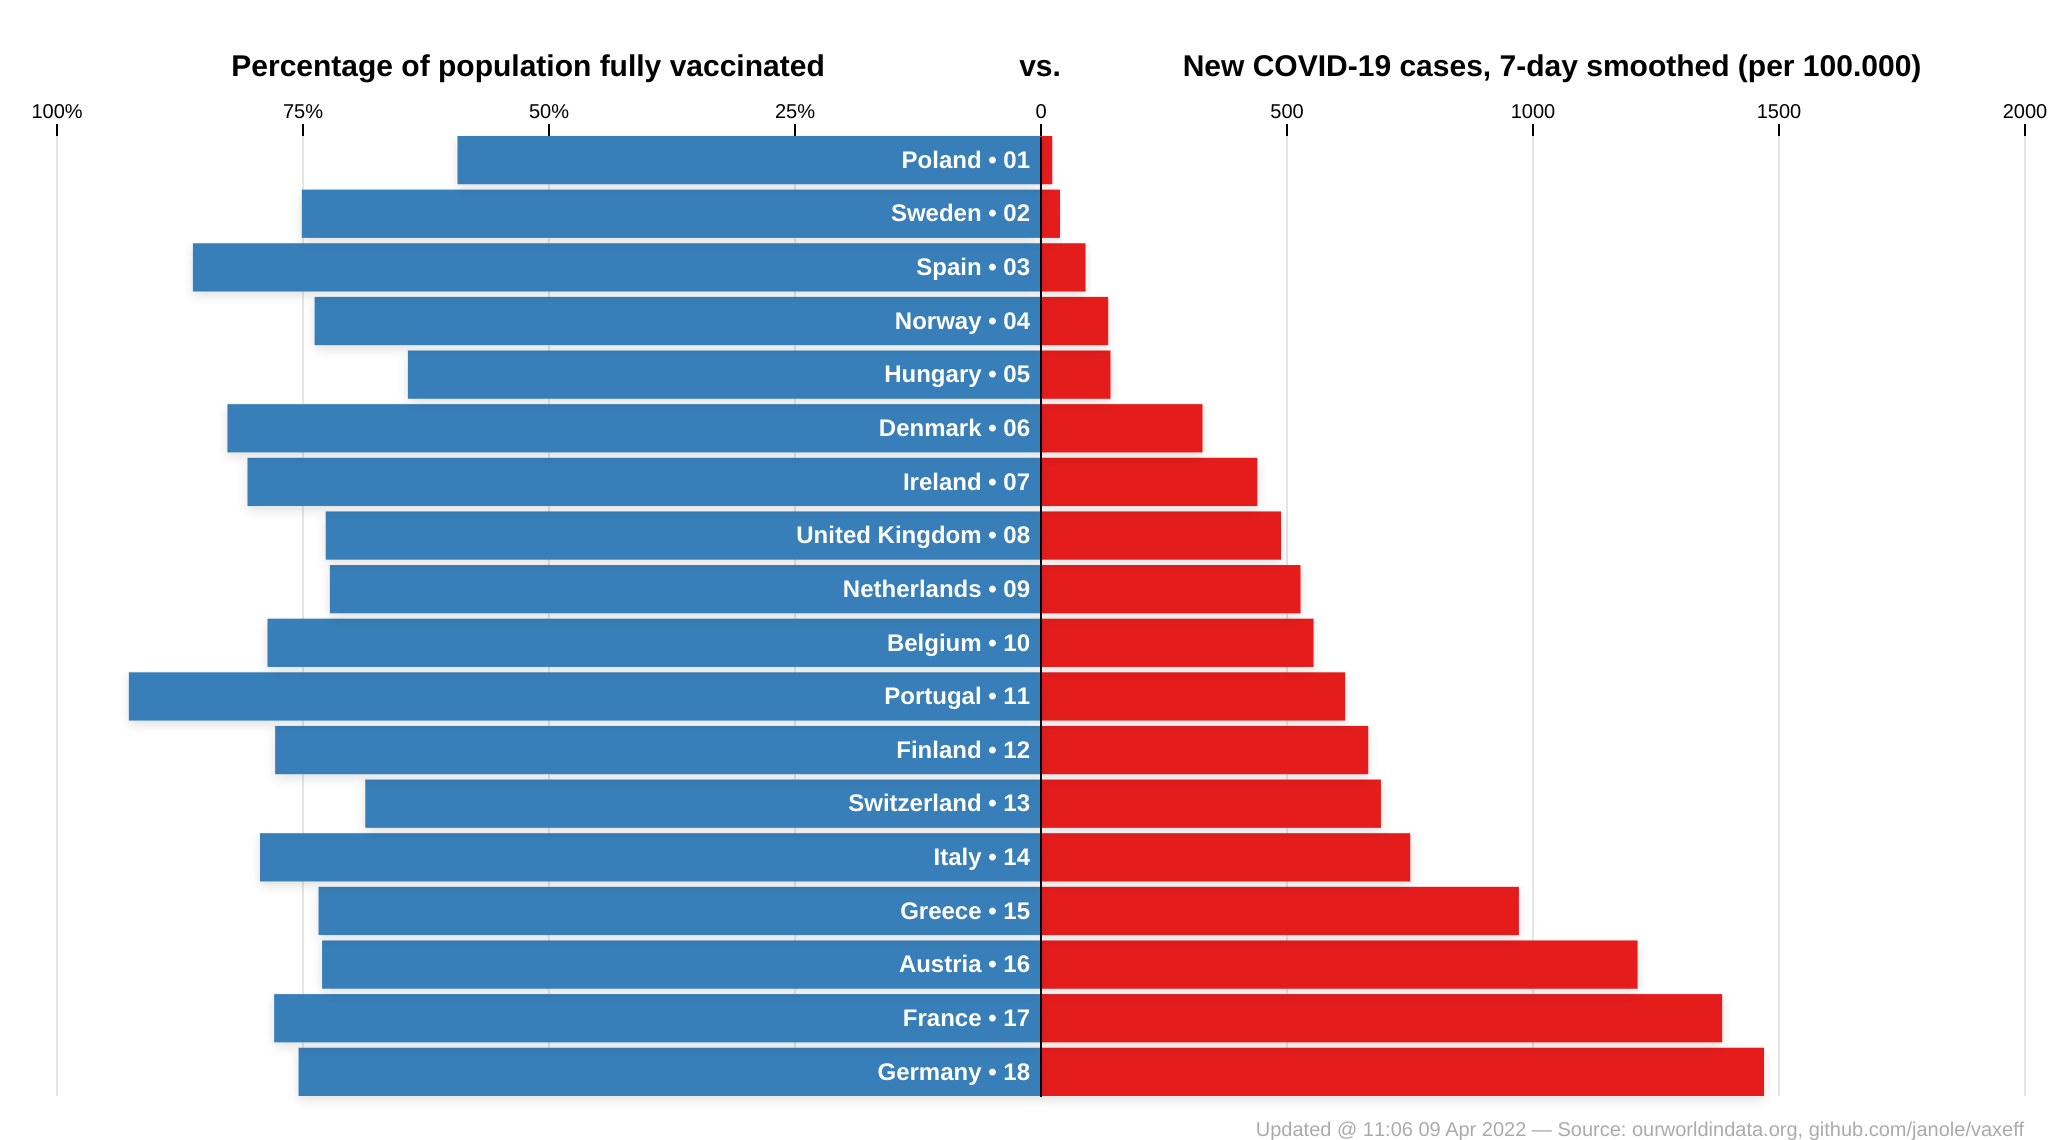 Percentage of population fully vaccinated vs. New COVID-19 cases, 7-day smoothed (per 100.000)
100% 75% 50% 25% 0 500 1000 1500 2000
Poland • 01
Sweden • 02
Spain • 03
Norway • 04
Hungary • 05
Denmark • 06
Ireland • 07
United Kingdom • 08
Netherlands • 09
Belgium • 10
Portugal • 11
Finland • 12
Switzerland • 13
Italy • 14
Greece • 15
Austria • 16
France • 17
Germany • 18
Updated @ 11:06 09 Apr 2022 — Source: ourworldindata.org, github.com/janole/vaxeff